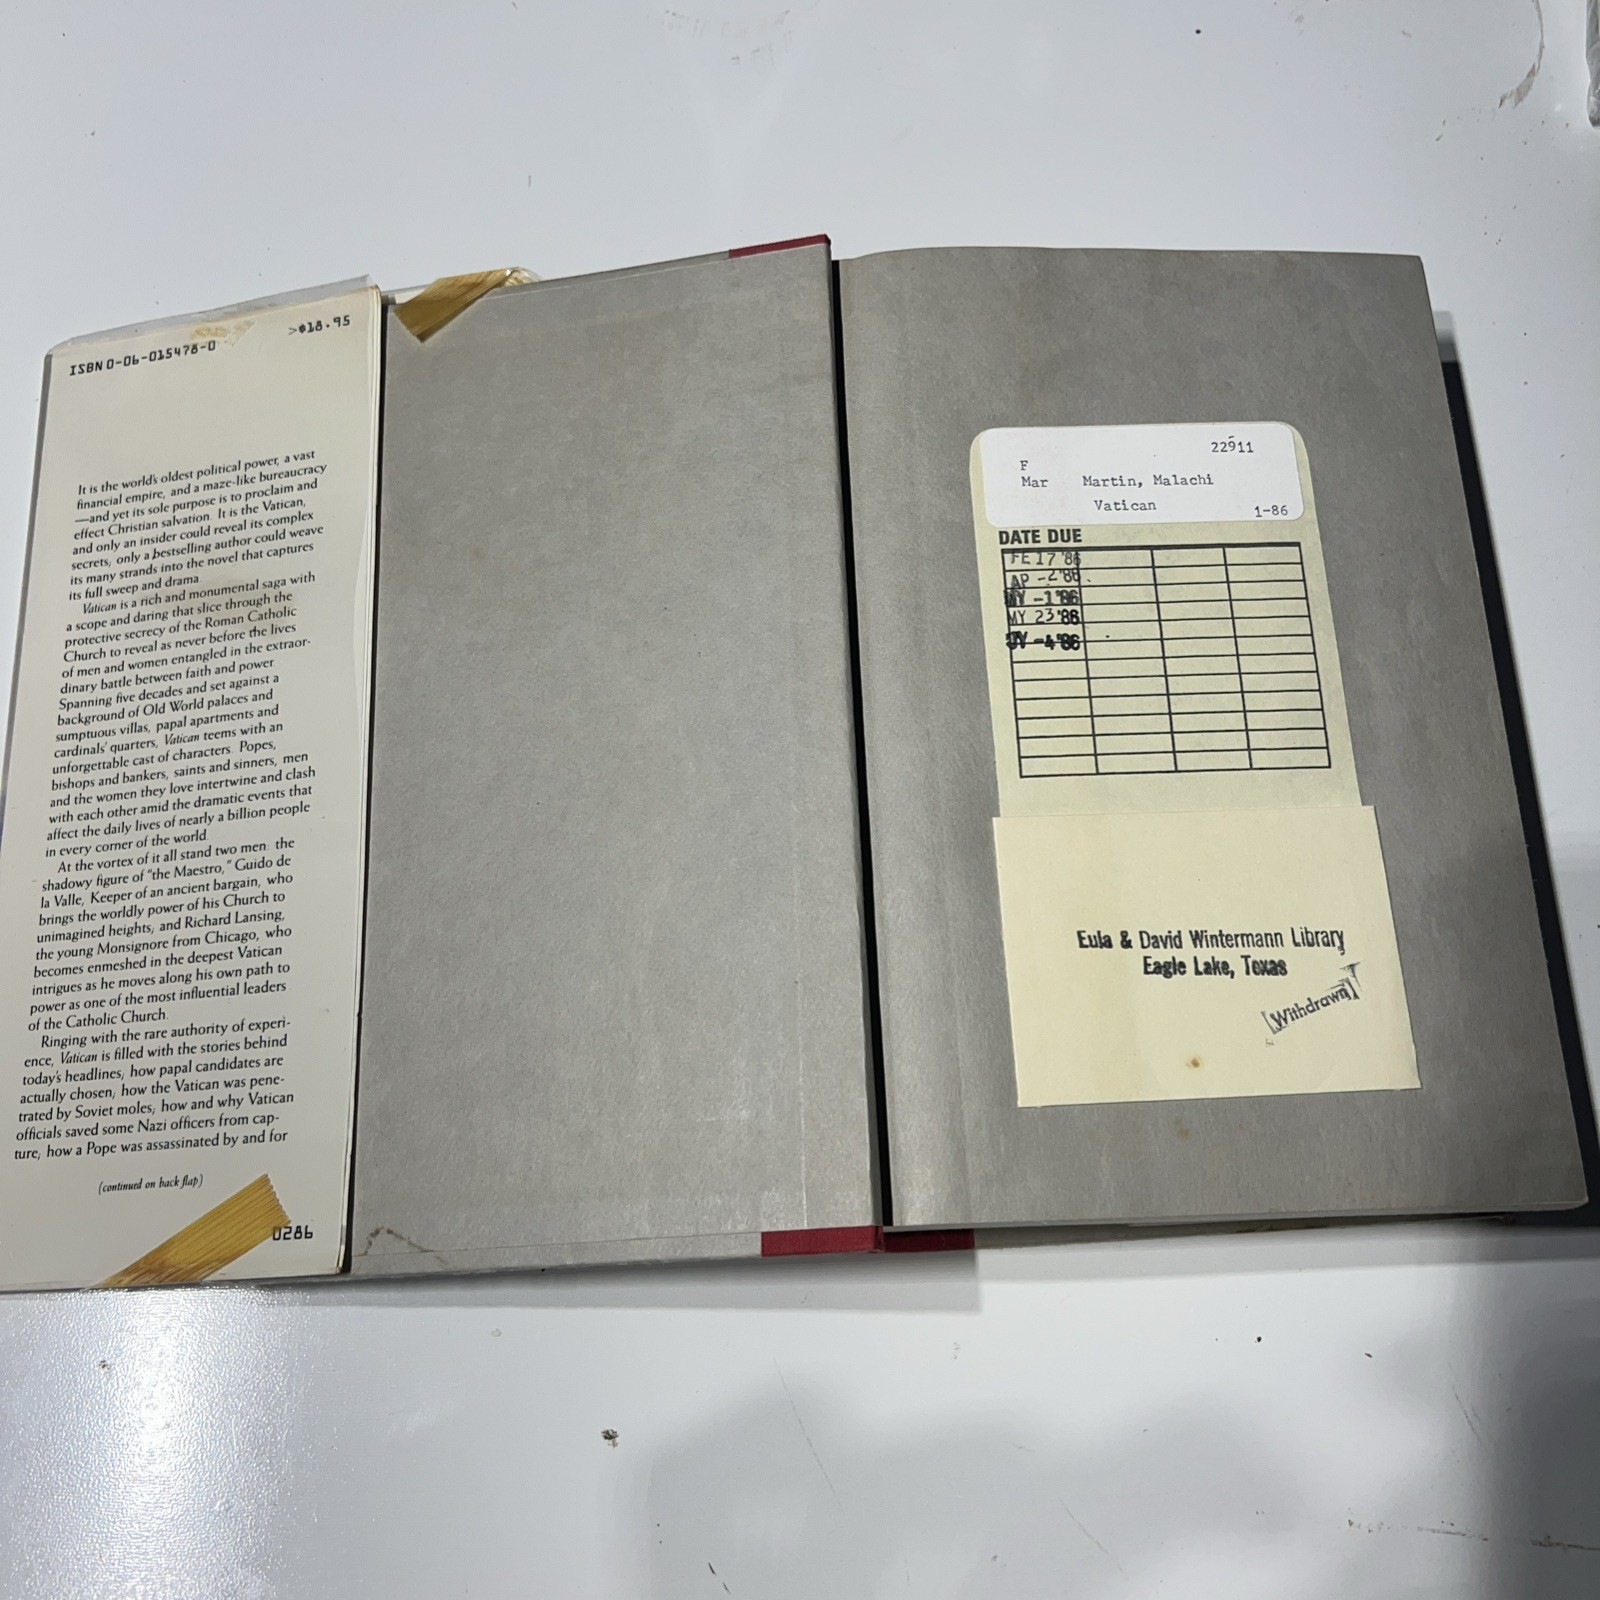 ISBN 0-06-015478-0
>$18.95
It is the world's oldest political power, a vast
financial empire, and a maze-like bureaucracy
—and yet its sole purpose is to proclaim and
effect Christian salvation. It is the Vatican,
and only an insider could reveal its complex
secrets, only a bestselling author could weave
its many strands into the novel that captures
its full sweep and drama.
Vatican is a rich and monumental saga with
a scope and daring that slice through the
protective secrecy of the Roman Catholic
Church to reveal as never before the lives
of men and women entangled in the extraor-
dinary battle between faith and power.
Spanning five decades and set against a
background of Old World palaces and
sumptuous villas, papal apartments and
cardinals' quarters, Vatican teems with an
unforgettable cast of characters. Popes,
bishops and bankers, saints and sinners, men
and the women they love intertwine and clash
with each other amid the dramatic events that
affect the daily lives of nearly a billion people
in every corner of the world.
At the vortex of it all stand two men: the
shadowy figure of "the Maestro," Guido de
la Valle, Keeper of an ancient bargain, who
brings the worldly power of his Church to
unimagined heights; and Richard Lansing,
the young Monsignore from Chicago, who
becomes enmeshed in the deepest Vatican
intrigues as he moves along his own path to
power as one of the most influential leaders
of the Catholic Church.
Ringing with the rare authority of experi-
ence, Vatican is filled with the stories behind
today's headlines; how papal candidates are
actually chosen; how the Vatican was pene-
trated by Soviet moles; how and why Vatican
officials saved some Nazi officers from cap-
ture; how a Pope was assassinated by and for
(continued on back flap)
0286
22911
F
Mar Martin, Malachi
Vatican
1-86
DATE DUE
FE 17 '86
AP -2 '86
MY -1 '86
MY 23 '86
-4 '86
Eula & David Wintermann Library
Eagle Lake, Texas
Withdrawn